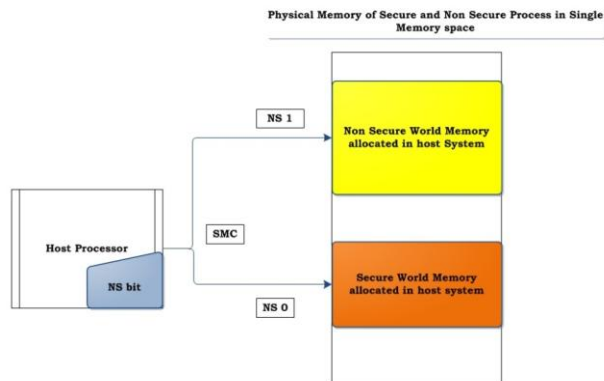 Physical Memory of Secure and Non Secure Process in Single
Memory space
NS 1
Non Secure World Memory
allocated in host System
Host Processor
SMC
NS bit
Secure World Memory
allocated in host system
NS 0